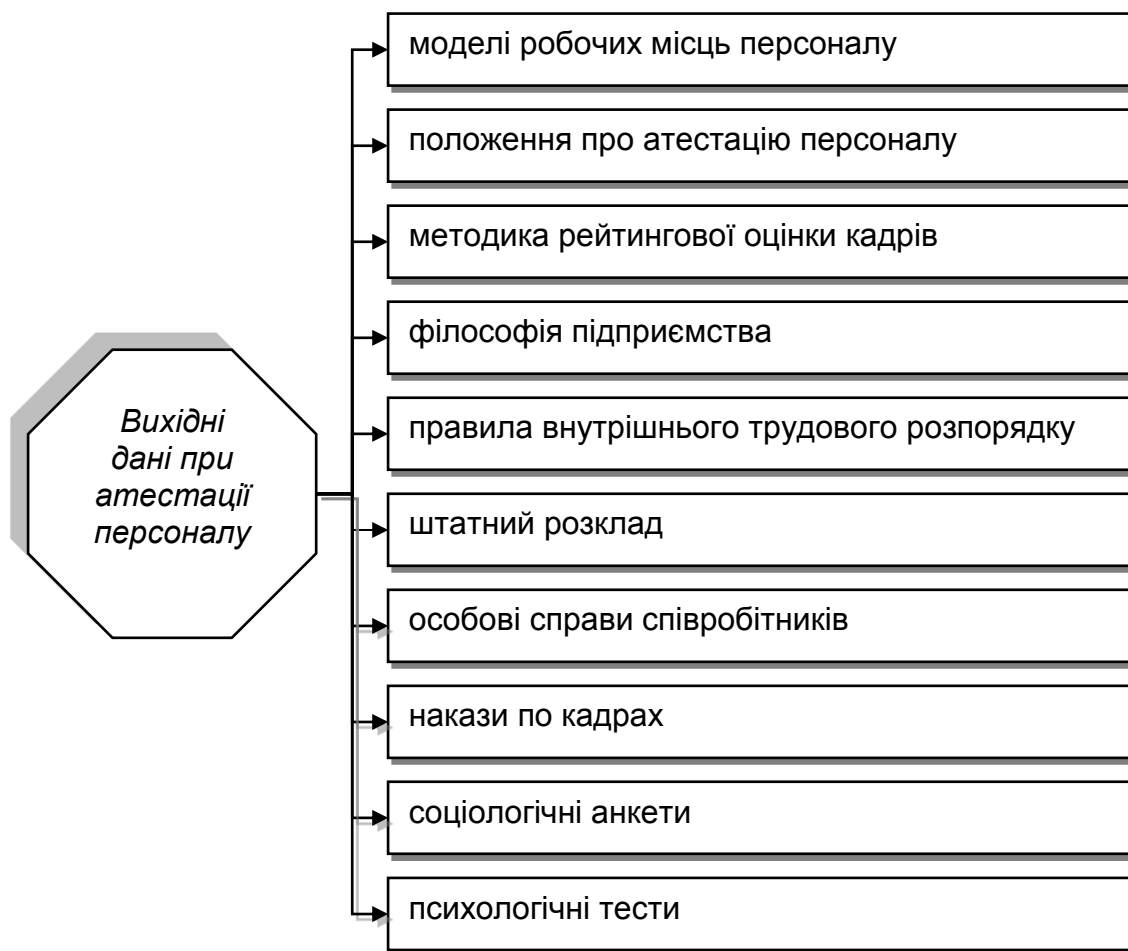 моделі робочих місць персоналу
положення про атестацію персоналу
методика рейтингової оцінки кадрів
філософія підприємства
Вихідні
дані при
атестації
персоналу
правила внутрішнього трудового розпорядку
штатний розклад
особові справи співробітників
накази по кадрах
соціологічні анкети
психологічні тести